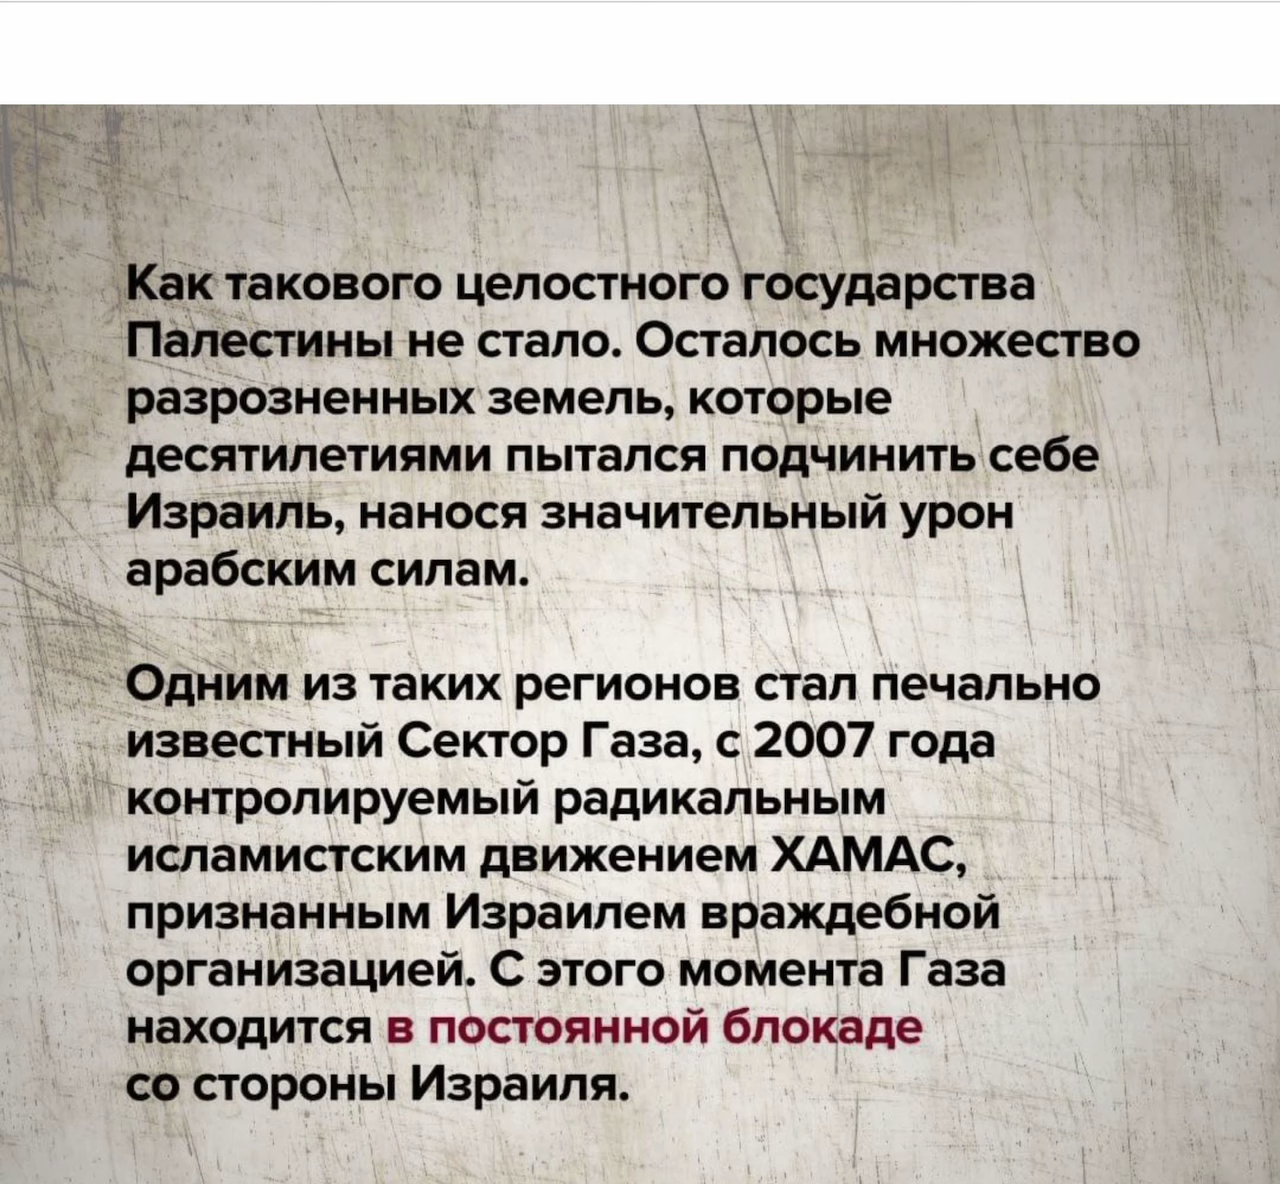 Как такового целостного государства
Палестины не стало. Осталось множество
разрозненных земель, которые
десятилетиями пытался подчинить себе
Израиль, нанося значительный урон
арабским силам.
Одним из таких регионов стал печально
известный Сектор Газа, с 2007 года
контролируемый радикальным
исламистским движением ХАМАС,
признанным Израилем враждебной
организацией. С этого момента Газа
находится в постоянной блокаде
со стороны Израиля.